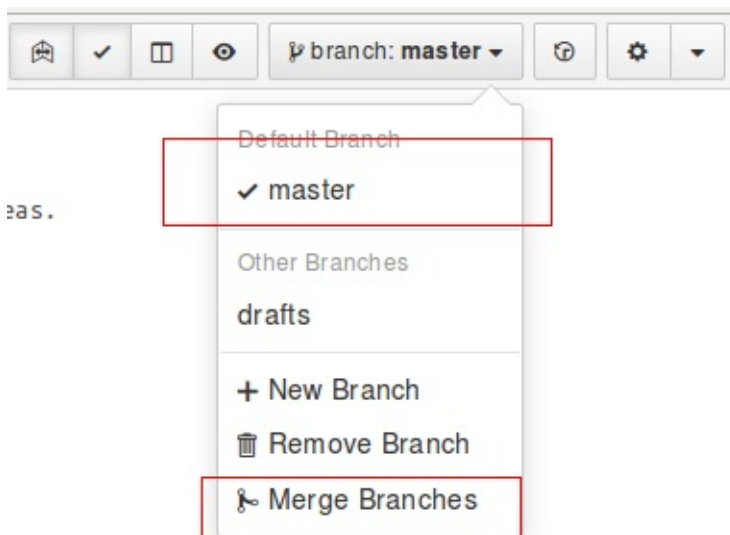 branch: master
Default Branch
master
eas.
Other Branches
drafts
New Branch
Remove Branch
Merge Branches